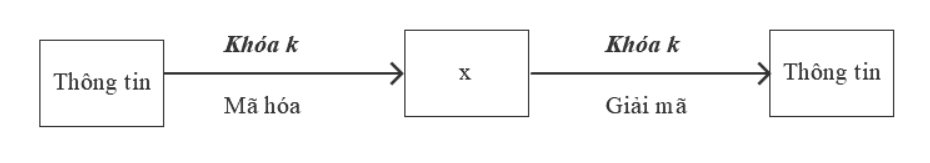 Khóa k
Khóa k
Thông tin
x
Thông tin
Mã hóa
Giải mã